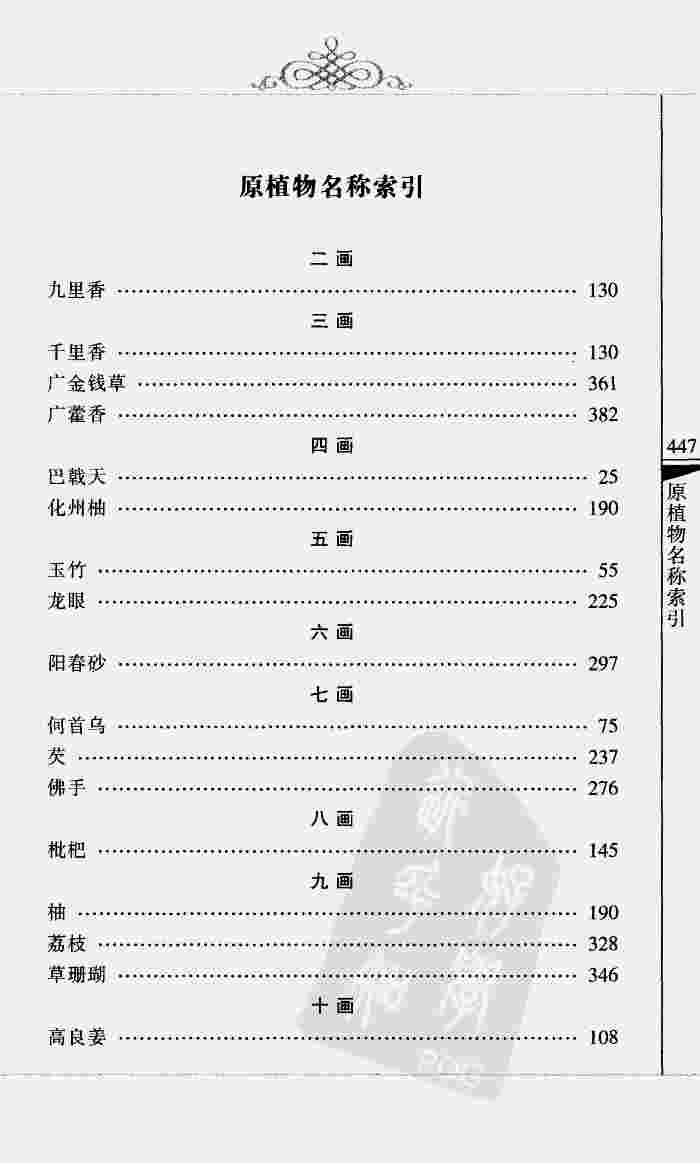 原植物名称索引
二画
九里香 …… 130
三画
千里香 …… 130
广金钱草 …… 361
广藿香 …… 382
四画
巴戟天 …… 25
化州柚 …… 190
五画
玉竹 …… 55
龙眼 …… 225
六画
阳春砂 …… 297
七画
何首乌 …… 75
芡 …… 237
佛手 …… 276
八画
枇杷 …… 145
九画
柚 …… 190
荔枝 …… 328
草珊瑚 …… 346
十画
高良姜 …… 108
447
原植物名称索引